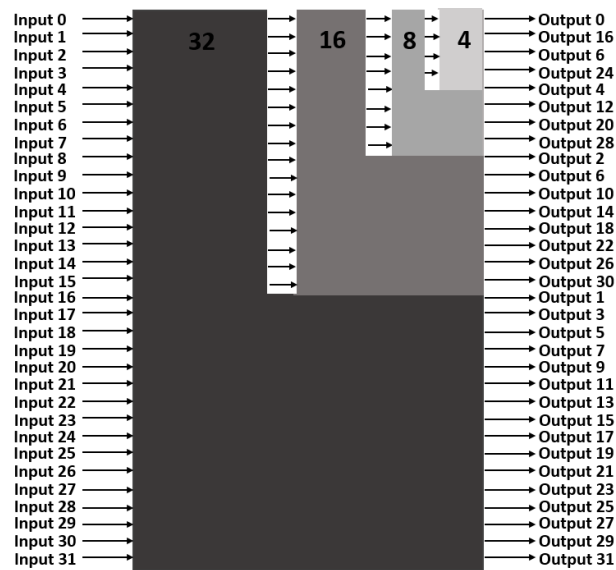 Input 0
Input 1
Input 2
Input 3
Input 4
Input 5
Input 6
Input 7
Input 8
Input 9
Input 10
Input 11
Input 12
Input 13
Input 14
Input 15
Input 16
Input 17
Input 18
Input 19
Input 20
Input 21
Input 22
Input 23
Input 24
Input 25
Input 26
Input 27
Input 28
Input 29
Input 30
Input 31
32
16
8
4
Output 0
Output 16
Output 6
Output 24
Output 4
Output 12
Output 20
Output 28
Output 2
Output 6
Output 10
Output 14
Output 18
Output 22
Output 26
Output 30
Output 1
Output 3
Output 5
Output 7
Output 9
Output 11
Output 13
Output 15
Output 17
Output 19
Output 21
Output 23
Output 25
Output 27
Output 29
Output 31